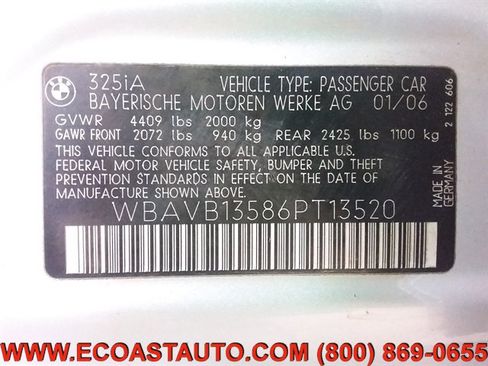 BMW
325iA VEHICLE TYPE: PASSENGER CAR
BAYERISCHE MOTOREN WERKE AG 01/06
GVWR 4409 lbs 2000 kg
GAWR FRONT 2072 lbs 940 kg REAR 2425 lbs 1100 kg
THIS VEHICLE CONFORMS TO ALL APPLICABLE U.S.
FEDERAL MOTOR VEHICLE SAFETY, BUMPER AND THEFT
PREVENTION STANDARDS IN EFFECT ON THE DATE OF
MANUFACTURE SHOWN ABOVE.
WBAVB13586PT13520
2 122 606
MADE IN
GERMANY
WWW.ECOASTAUTO.COM (800) 869-0655